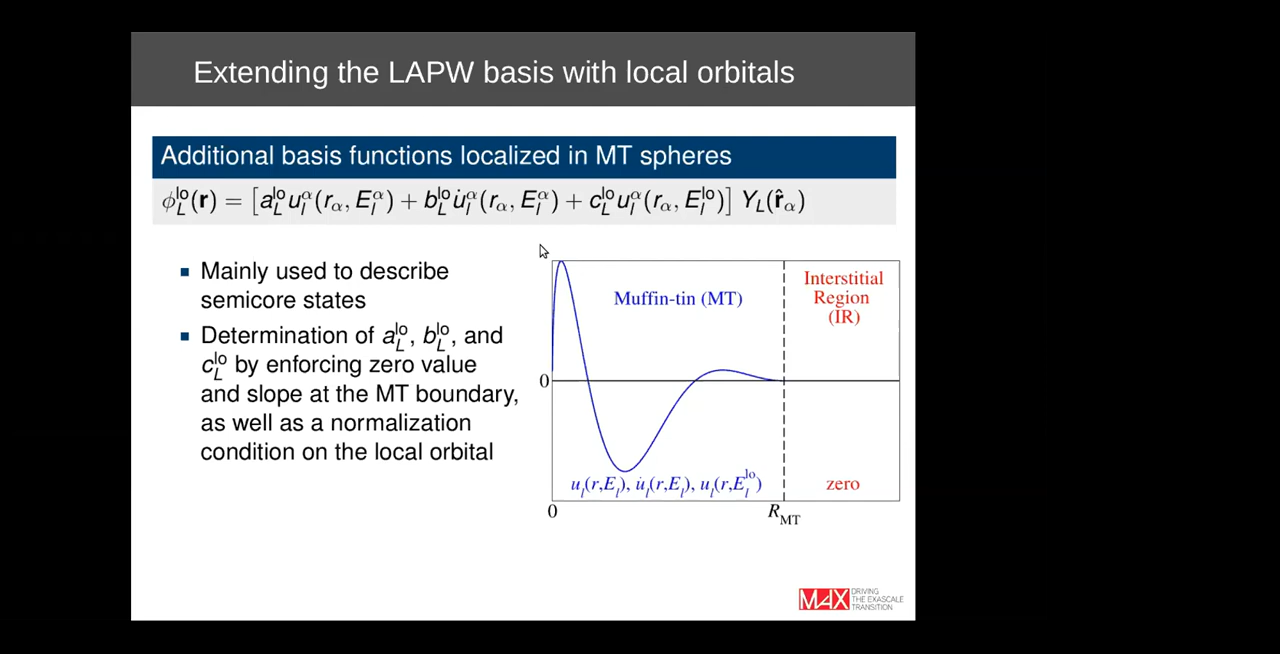 Extending the LAPW basis with local orbitals
Additional basis functions localized in MT spheres
ϕ_L^lo(r) = [a_L^lo u_l^α(r_α, E_l^α) + b_L^lo u̇_l^α(r_α, E_l^α) + c_L^lo u_l^α(r_α, E_l^lo)] Y_L(r̂_α)
Mainly used to describe
semicore states
Determination of a_L^lo, b_L^lo, and
c_L^lo by enforcing zero value
and slope at the MT boundary,
as well as a normalization
condition on the local orbital
Muffin-tin (MT)
Interstitial
Region
(IR)
0
u_l(r,E_l), u̇_l(r,E_l), u_l(r,E_l^lo)
zero
0
R_MT
MAX
DRIVING
THE EXASCALE
TRANSITION